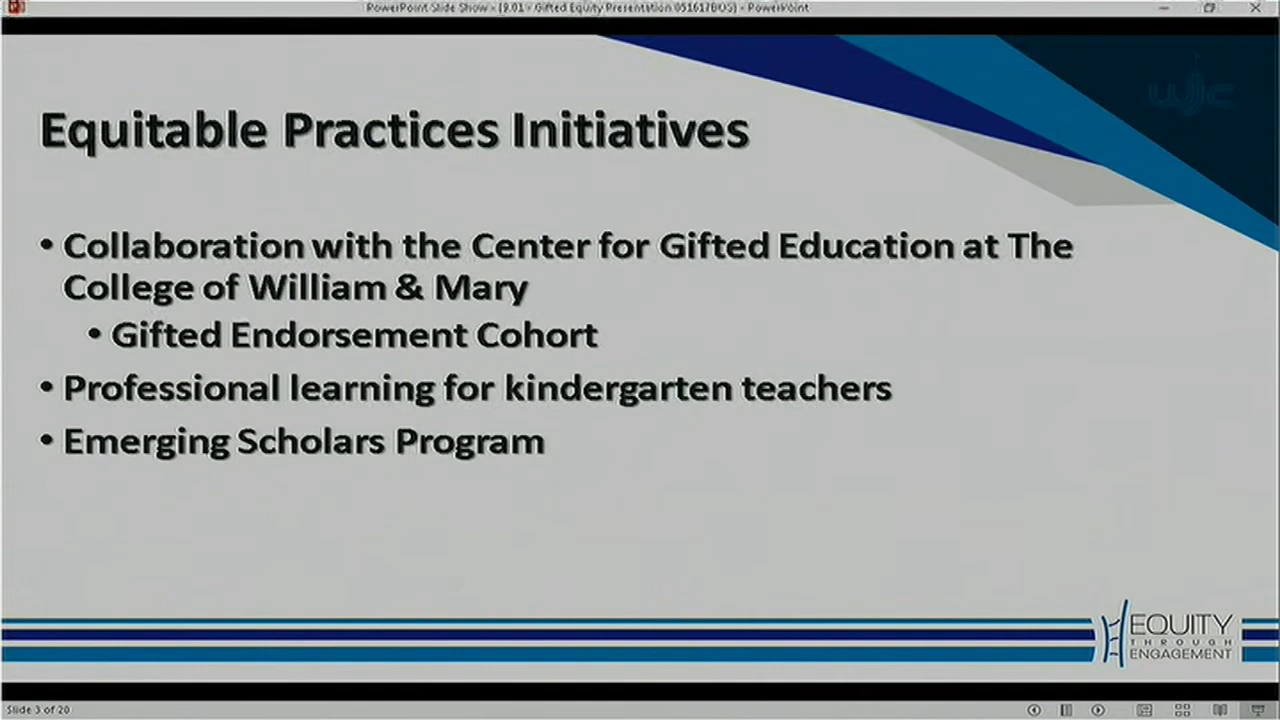 PowerPoint Slide Show - [9.01 - Gifted Equity Presentation 051617BOS] - PowerPoint
WJC
Equitable Practices Initiatives
• Collaboration with the Center for Gifted Education at The
College of William & Mary
• Gifted Endorsement Cohort
• Professional learning for kindergarten teachers
• Emerging Scholars Program
EQUITY
THROUGH
ENGAGEMENT
Slide 3 of 20